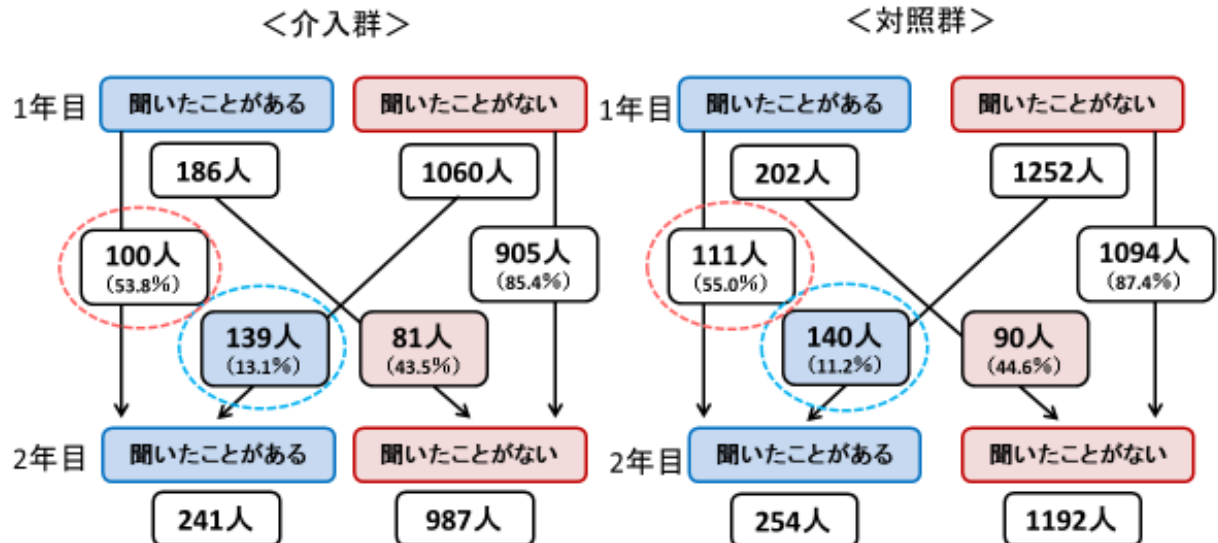 ＜介入群＞
＜対照群＞
1年目
聞いたことがある
聞いたことがない
1年目
聞いたことがある
聞いたことがない
186人
1060人
202人
1252人
100人
(53.8%)
905人
(85.4%)
111人
(55.0%)
1094人
(87.4%)
139人
(13.1%)
81人
(43.5%)
140人
(11.2%)
90人
(44.6%)
2年目
聞いたことがある
聞いたことがない
2年目
聞いたことがある
聞いたことがない
241人
987人
254人
1192人